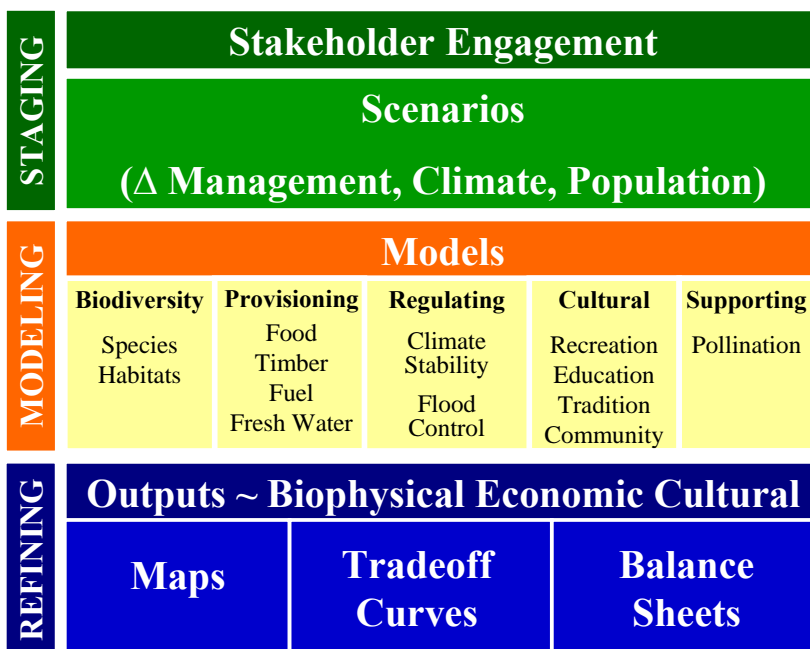 STAGING
Stakeholder Engagement
Scenarios
(Δ Management, Climate, Population)
MODELING
Models
Biodiversity
Species
Habitats
Provisioning
Food
Timber
Fuel
Fresh Water
Regulating
Climate
Stability
Flood
Control
Cultural
Recreation
Education
Tradition
Community
Supporting
Pollination
REFINING
Outputs ~ Biophysical Economic Cultural
Maps
Tradeoff
Curves
Balance
Sheets